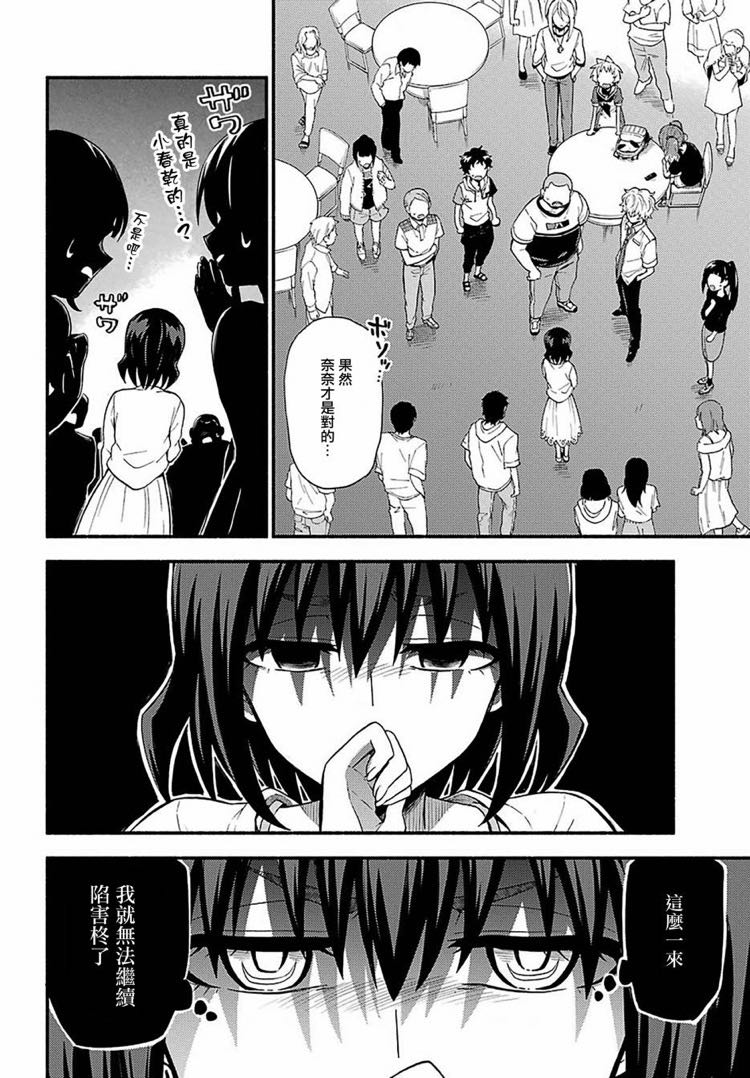 ボソッ…
果然
奈奈才是對的…
ザワ
真的是
小春乾的…？
不是吧…
ザワ
這麼一來
我就無法繼續
陷害柊了